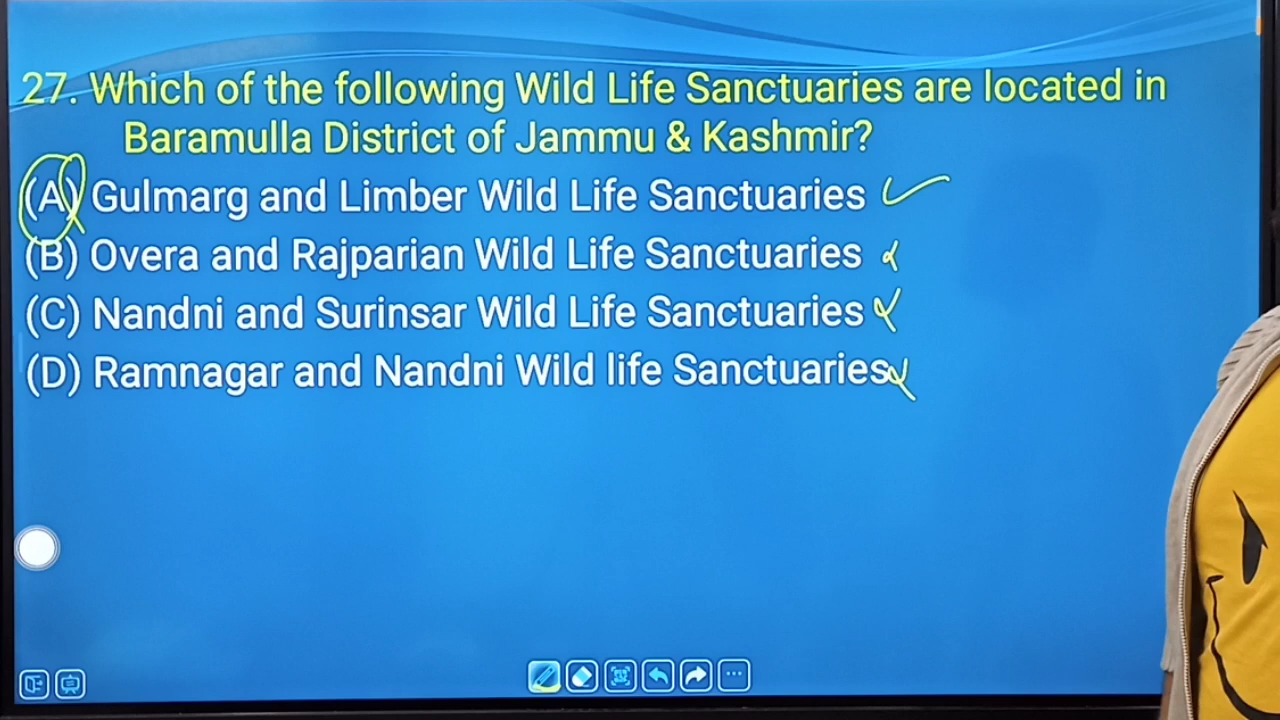 27. Which of the following Wild Life Sanctuaries are located in
Baramulla District of Jammu & Kashmir?
(A) Gulmarg and Limber Wild Life Sanctuaries
(B) Overa and Rajparian Wild Life Sanctuaries
(C) Nandni and Surinsar Wild Life Sanctuaries
(D) Ramnagar and Nandni Wild life Sanctuaries